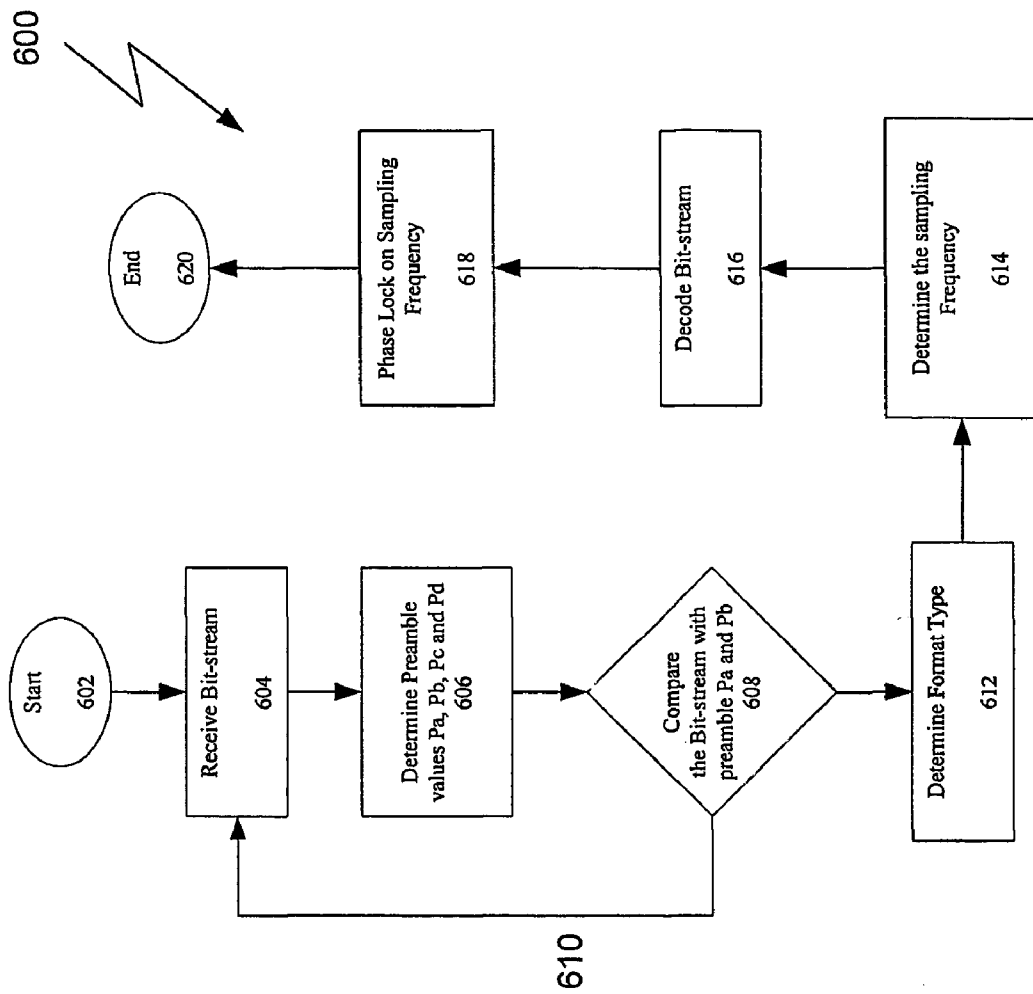 600
Start
602
Receive Bit-stream
604
Determine Preamble
values Pa, Pb, Pc and Pd
606
Compare
the Bit-stream with
preamble Pa and Pb
608
610
Determine Format Type
612
Determine the sampling
Frequency
614
Decode Bit-stream
616
Phase Lock on Sampling
Frequency
618
End
620